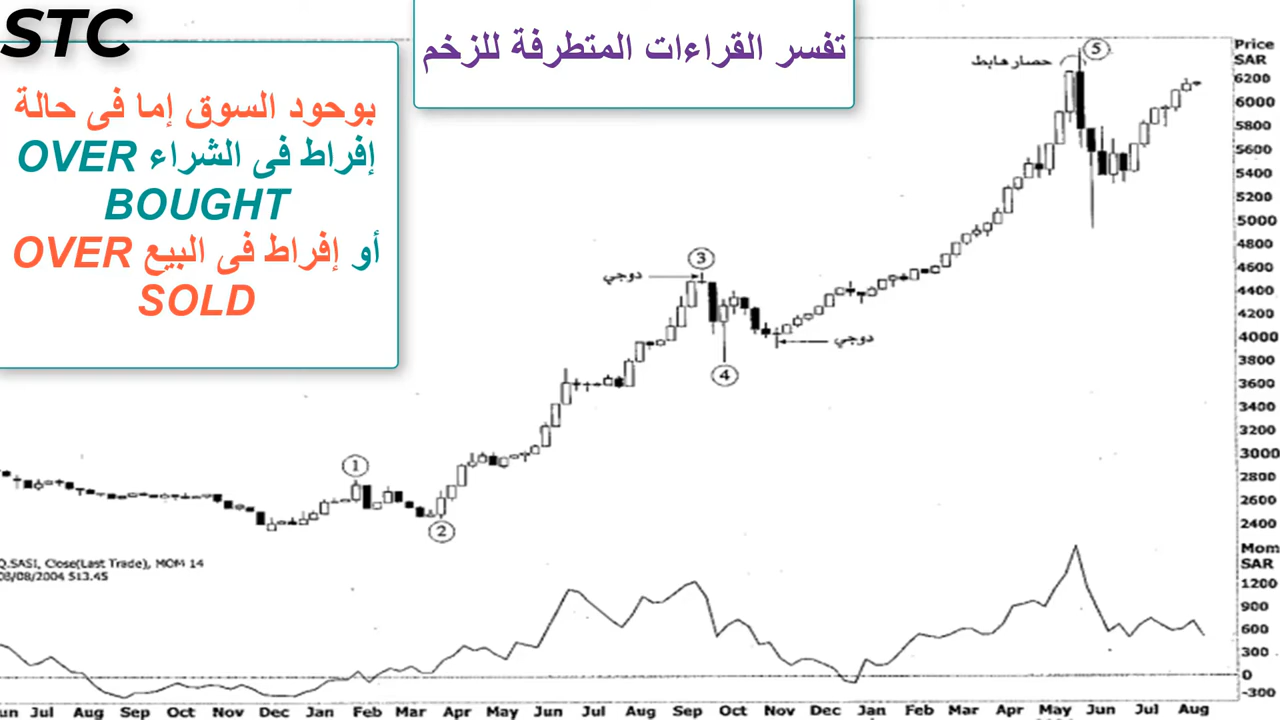 STC
تفسر القراءات المتطرفة للزخم
بوحود السوق إما فى حالة
إفراط فى الشراء OVER
BOUGHT
أو إفراط فى البيع OVER
SOLD
Price
SAR
6200
6000
5800
5600
5400
5200
5000
4800
4600
4400
4200
4000
3800
3600
3400
3200
3000
2800
2600
2400
5
حصار هابط
3
دوجي
دوجي
4
1
2
Q.SASI, Close(Last Trade), MOM 14
08/08/2004 513.45
Mom
SAR
1200
900
600
300
0
-300
un Jul Aug Sep Oct Nov Dec Jan Feb Mar Apr May Jun Jul Aug Sep Oct Nov Dec Jan Feb Mar Apr May Jun Jul Aug